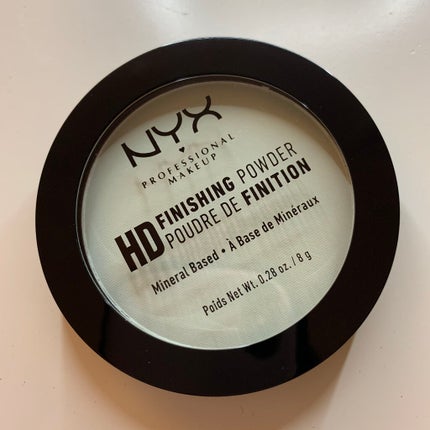 NYX
PROFESSIONAL
MAKEUP
HD FINISHING POWDER
POUDRE DE FINITION
Mineral Based • À Base de Minéraux
Poids Net Wt. 0.28 oz. / 8 g